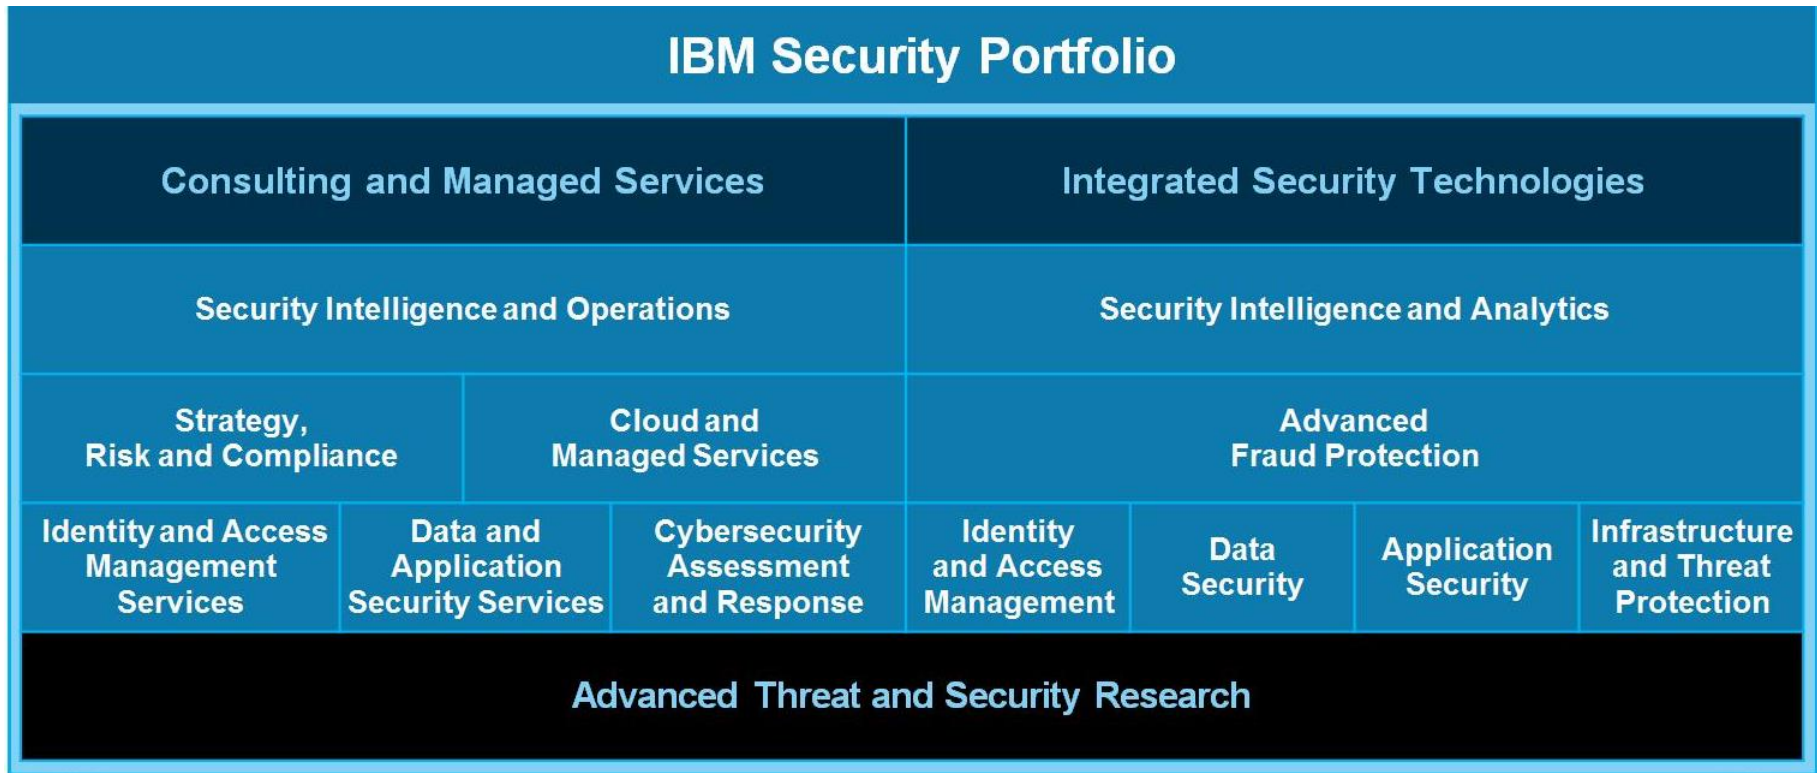 IBM Security Portfolio
Consulting and Managed Services
Integrated Security Technologies
Security Intelligence and Operations
Security Intelligence and Analytics
Strategy,
Risk and Compliance
Cloud and
Managed Services
Advanced
Fraud Protection
Identity and Access
Management
Services
Data and
Application
Security Services
Cybersecurity
Assessment
and Response
Identity
and Access
Management
Data
Security
Application
Security
Infrastructure
and Threat
Protection
Advanced Threat and Security Research